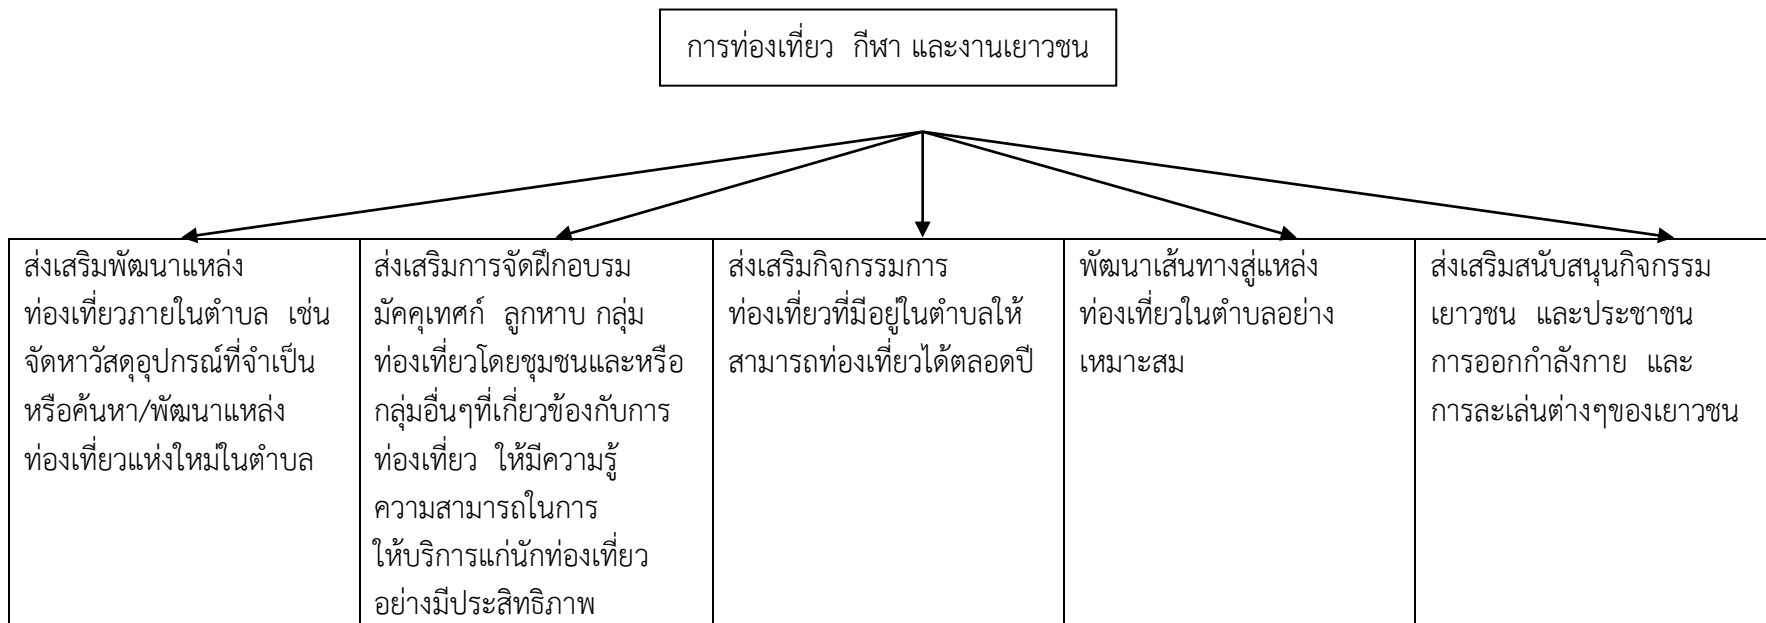 การท่องเที่ยว  กีฬา และงานเยาวชน
ส่งเสริมพัฒนาแหล่ง
ท่องเที่ยวภายในตำบล  เช่น
จัดหาวัสดุอุปกรณ์ที่จำเป็น
หรือค้นหา/พัฒนาแหล่ง
ท่องเที่ยวแห่งใหม่ในตำบล
ส่งเสริมการจัดฝึกอบรม
มัคคุเทศก์  ลูกหาบ กลุ่ม
ท่องเที่ยวโดยชุมชนและหรือ
กลุ่มอื่นๆที่เกี่ยวข้องกับการ
ท่องเที่ยว  ให้มีความรู้
ความสามารถในการ
ให้บริการแก่นักท่องเที่ยว
อย่างมีประสิทธิภาพ
ส่งเสริมกิจกรรมการ
ท่องเที่ยวที่มีอยู่ในตำบลให้
สามารถท่องเที่ยวได้ตลอดปี
พัฒนาเส้นทางสู่แหล่ง
ท่องเที่ยวในตำบลอย่าง
เหมาะสม
ส่งเสริมสนับสนุนกิจกรรม
เยาวชน  และประชาชน
การออกกำลังกาย  และ
การละเล่นต่างๆของเยาวชน